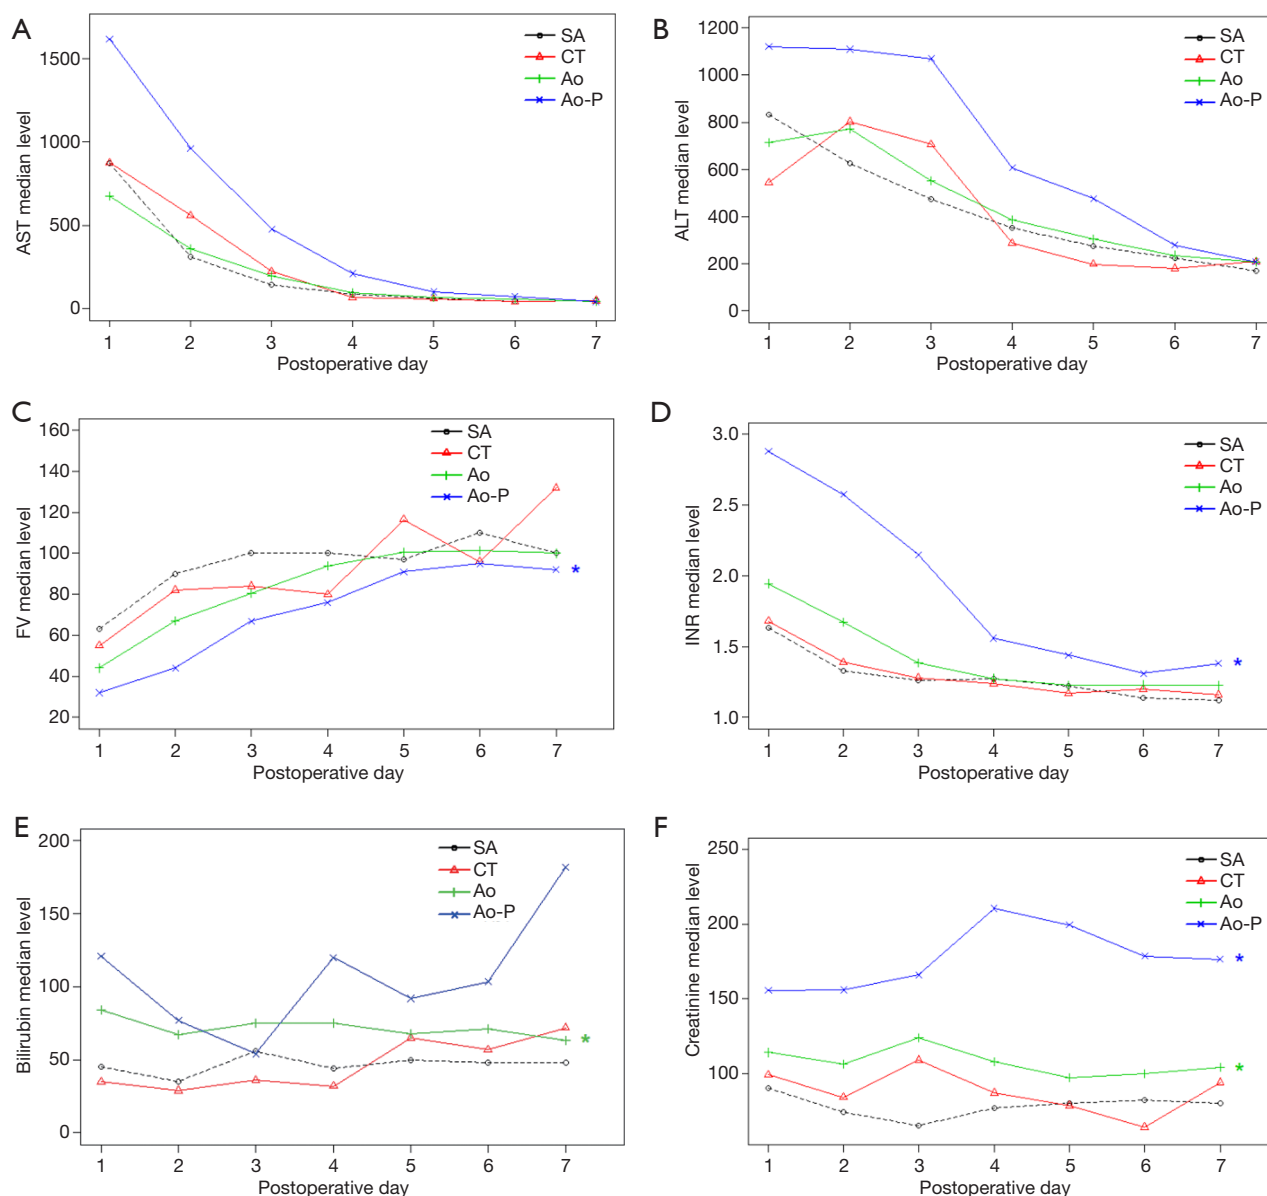 A
AST median level
1500
1000
500
0
SA
CT
Ao
Ao-P
1 2 3 4 5 6 7
Postoperative day
B
ALT median level
1200
1000
800
600
400
200
0
SA
CT
Ao
Ao-P
1 2 3 4 5 6 7
Postoperative day
C
FV median level
160
140
120
100
80
60
40
20
SA
CT
Ao
Ao-P
*
1 2 3 4 5 6 7
Postoperative day
D
INR median level
3.0
2.5
2.0
1.5
1.0
SA
CT
Ao
Ao-P
*
1 2 3 4 5 6 7
Postoperative day
E
Bilirubin median level
200
150
100
50
0
SA
CT
Ao
Ao-P
*
1 2 3 4 5 6 7
Postoperative day
F
Creatinine median level
250
200
150
100
SA
CT
Ao
Ao-P
*
*
1 2 3 4 5 6 7
Postoperative day